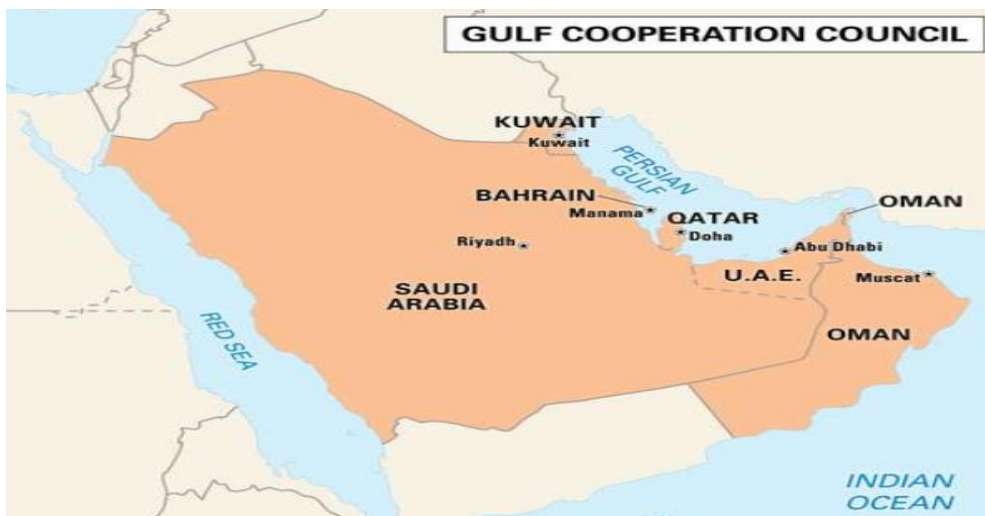 GULF COOPERATION COUNCIL
KUWAIT
Kuwait
PERSIAN
GULF
BAHRAIN
Manama
QATAR
Doha
OMAN
Riyadh
Abu Dhabi
U.A.E.
Muscat
SAUDI
ARABIA
OMAN
RED SEA
INDIAN
OCEAN